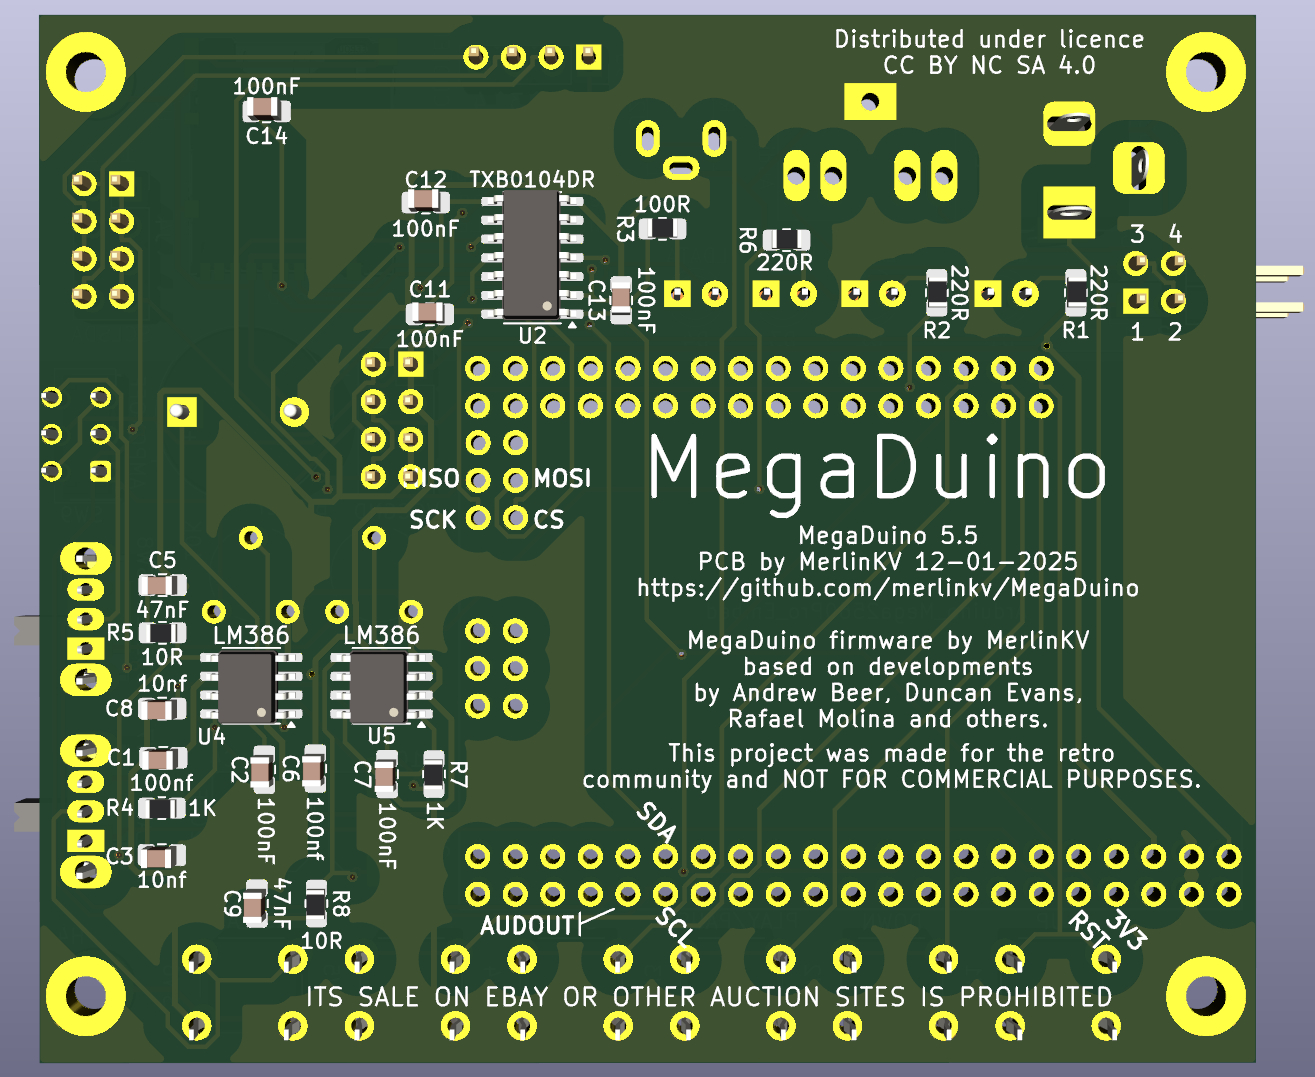 Distributed under licence
CC BY NC SA 4.0
100nF
C14
C12
100nF
TXB0104DR
U2
C11
100nF
C13
100nF
100R
R3
R6
220R
220R
R2
220R
R1
3 4
1 2
ISO MOSI
SCK CS
MegaDuino
MegaDuino 5.5
PCB by MerlinKV 12-01-2025
https://github.com/merlinkv/MegaDuino
MegaDuino firmware by MerlinKV
based on developments
by Andrew Beer, Duncan Evans,
Rafael Molina and others.
This project was made for the retro
community and NOT FOR COMMERCIAL PURPOSES.
C5
47nF
R5
10R
10nf
C8
C1
100nf
R4 1K
C3
10nf
LM386
U4
LM386
U5
C2
100nF
C6
100nf
C7
100nF
R7
1K
C9
47nF
R8
10R
SDA
AUDOUT
SCL
RST
3V3
ITS SALE ON EBAY OR OTHER AUCTION SITES IS PROHIBITED